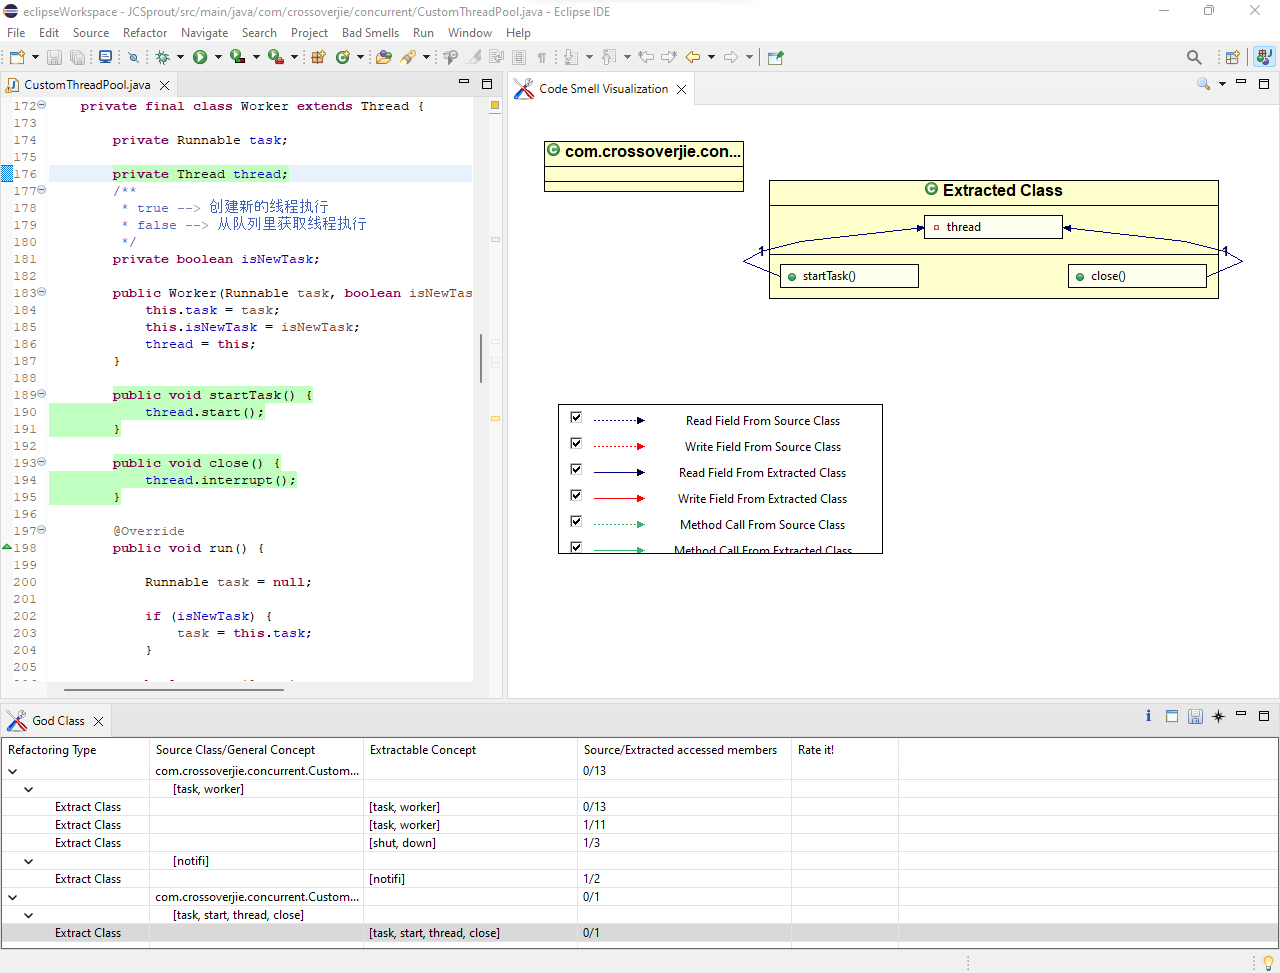 eclipseWorkspace - JCSprout/src/main/java/com/crossoverjie/concurrent/CustomThreadPool.java - Eclipse IDE
File Edit Source Refactor Navigate Search Project Bad Smells Run Window Help
CustomThreadPool.java
172 private final class Worker extends Thread {
173
174 private Runnable task;
175
176 private Thread thread;
177 /**
178 * true --> 创建新的线程执行
179 * false --> 从队列里获取线程执行
180 */
181 private boolean isNewTask;
182
183 public Worker(Runnable task, boolean isNewTas
184 this.task = task;
185 this.isNewTask = isNewTask;
186 thread = this;
187 }
188
189 public void startTask() {
190 thread.start();
191 }
192
193 public void close() {
194 thread.interrupt();
195 }
196
197 @Override
198 public void run() {
199
200 Runnable task = null;
201
202 if (isNewTask) {
203 task = this.task;
204 }
205
Code Smell Visualization
com.crossoverjie.con...
Extracted Class
thread
1
1
startTask()
close()
Read Field From Source Class
Write Field From Source Class
Read Field From Extracted Class
Write Field From Extracted Class
Method Call From Source Class
Method Call From Extracted Class
God Class
Refactoring Type Source Class/General Concept Extractable Concept Source/Extracted accessed members Rate it!
com.crossoverjie.concurrent.Custom... 0/13
[task, worker]
Extract Class [task, worker] 0/13
Extract Class [task, worker] 1/11
Extract Class [shut, down] 1/3
[notifi]
Extract Class [notifi] 1/2
com.crossoverjie.concurrent.Custom... 0/1
[task, start, thread, close]
Extract Class [task, start, thread, close] 0/1